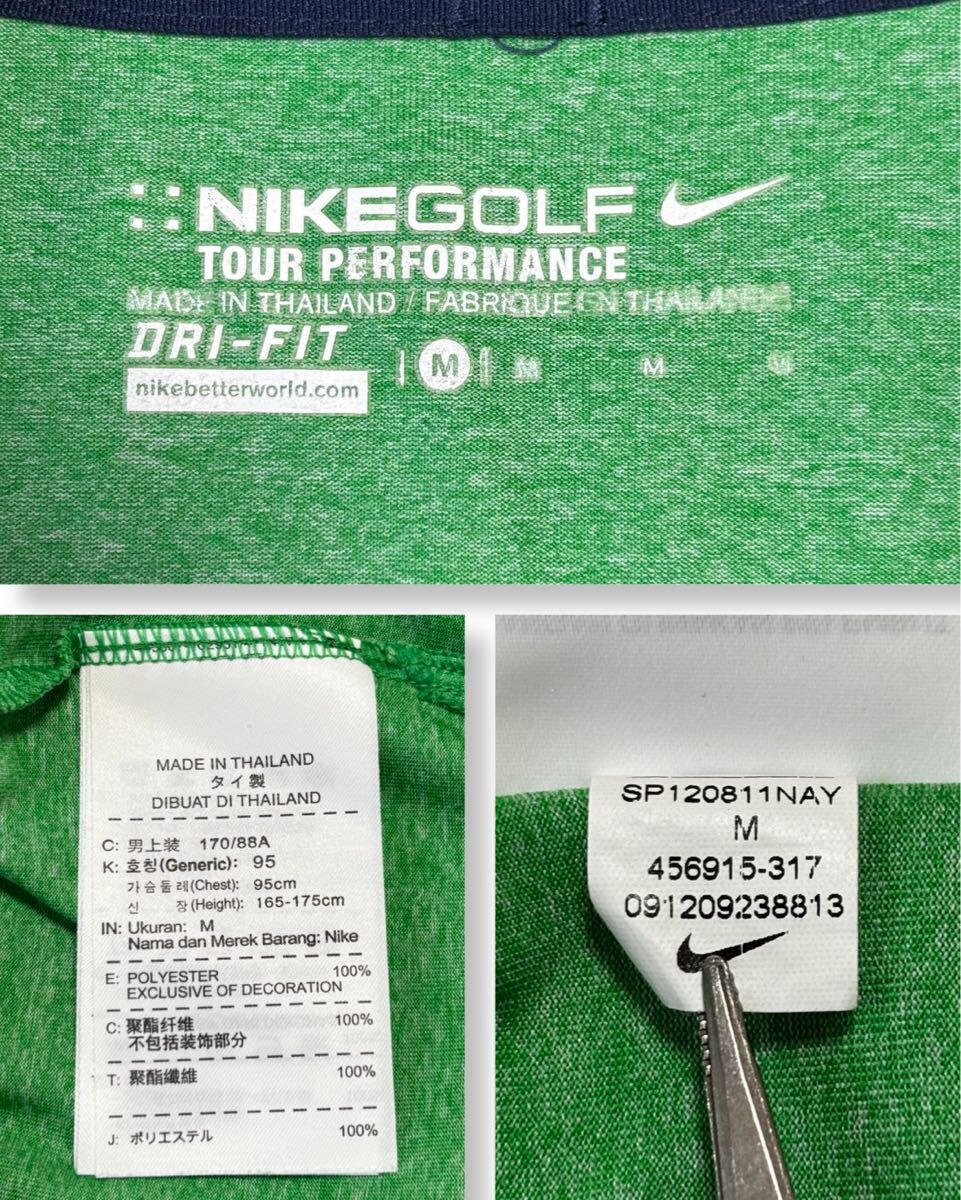 NIKEGOLF
TOUR PERFORMANCE
MADE IN THAILAND / FABRIQUE EN THAILANDE
DRI-FIT M M M M
nikebetterworld.com
MADE IN THAILAND
タイ製
DIBUAT DI THAILAND
C: 男上装 170/88A
K: 호칭(Generic): 95
가슴둘레(Chest): 95cm
신 장(Height): 165-175cm
IN: Ukuran: M
Nama dan Merek Barang: Nike
E: POLYESTER 100%
EXCLUSIVE OF DECORATION
C: 聚酯纤维 100%
不包括装饰部分
T: 聚酯纖維 100%
J: ポリエステル 100%
SP120811NAY
M
456915-317
091209238813